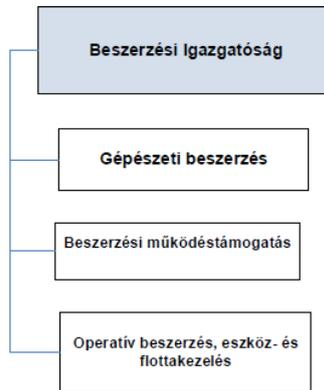 Beszerzési Igazgatóság
Gépészeti beszerzés
Beszerzési működéstámogatás
Operatív beszerzés, eszköz- és
flottakezelés